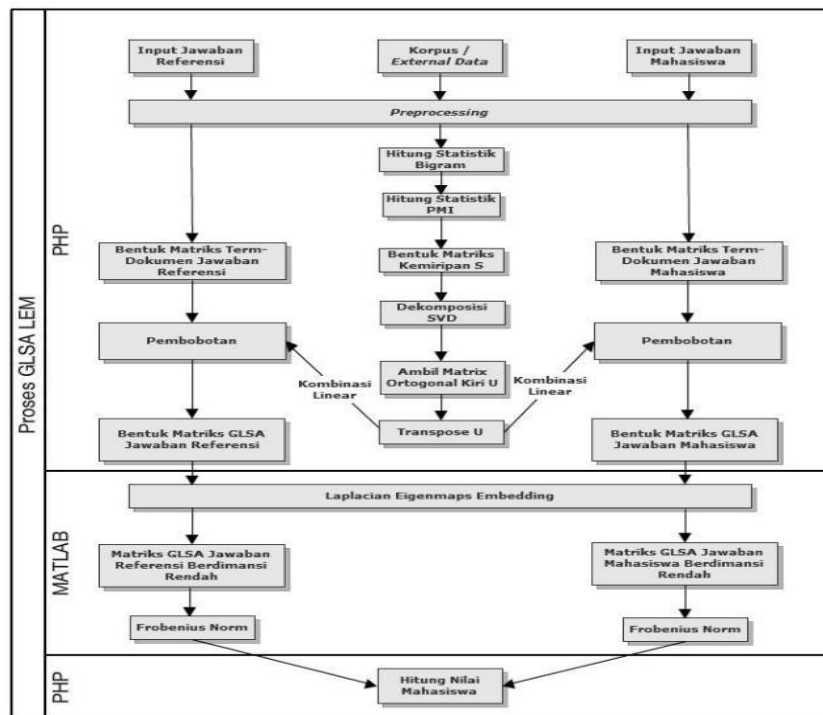 Proses GLSA LEM
PHP
Input Jawaban
Referensi
Korpus /
External Data
Input Jawaban
Mahasiswa
Preprocessing
Hitung Statistik
Bigram
Hitung Statistik
PMI
Bentuk Matriks Term-
Dokumen Jawaban
Referensi
Bentuk Matriks
Kemiripan S
Bentuk Matriks Term-
Dokumen Jawaban
Mahasiswa
Dekomposisi
SVD
Pembobotan
Pembobotan
Kombinasi
Linear
Ambil Matrix
Ortogonal Kiri U
Kombinasi
Linear
Bentuk Matriks GLSA
Jawaban Referensi
Transpose U
Bentuk Matriks GLSA
Jawaban Mahasiswa
MATLAB
Laplacian Eigenmaps Embedding
Matriks GLSA Jawaban
Referensi Berdimansi
Rendah
Matriks GLSA Jawaban
Mahasiswa Berdimansi
Rendah
Frobenius Norm
Frobenius Norm
PHP
Hitung Nilai
Mahasiswa